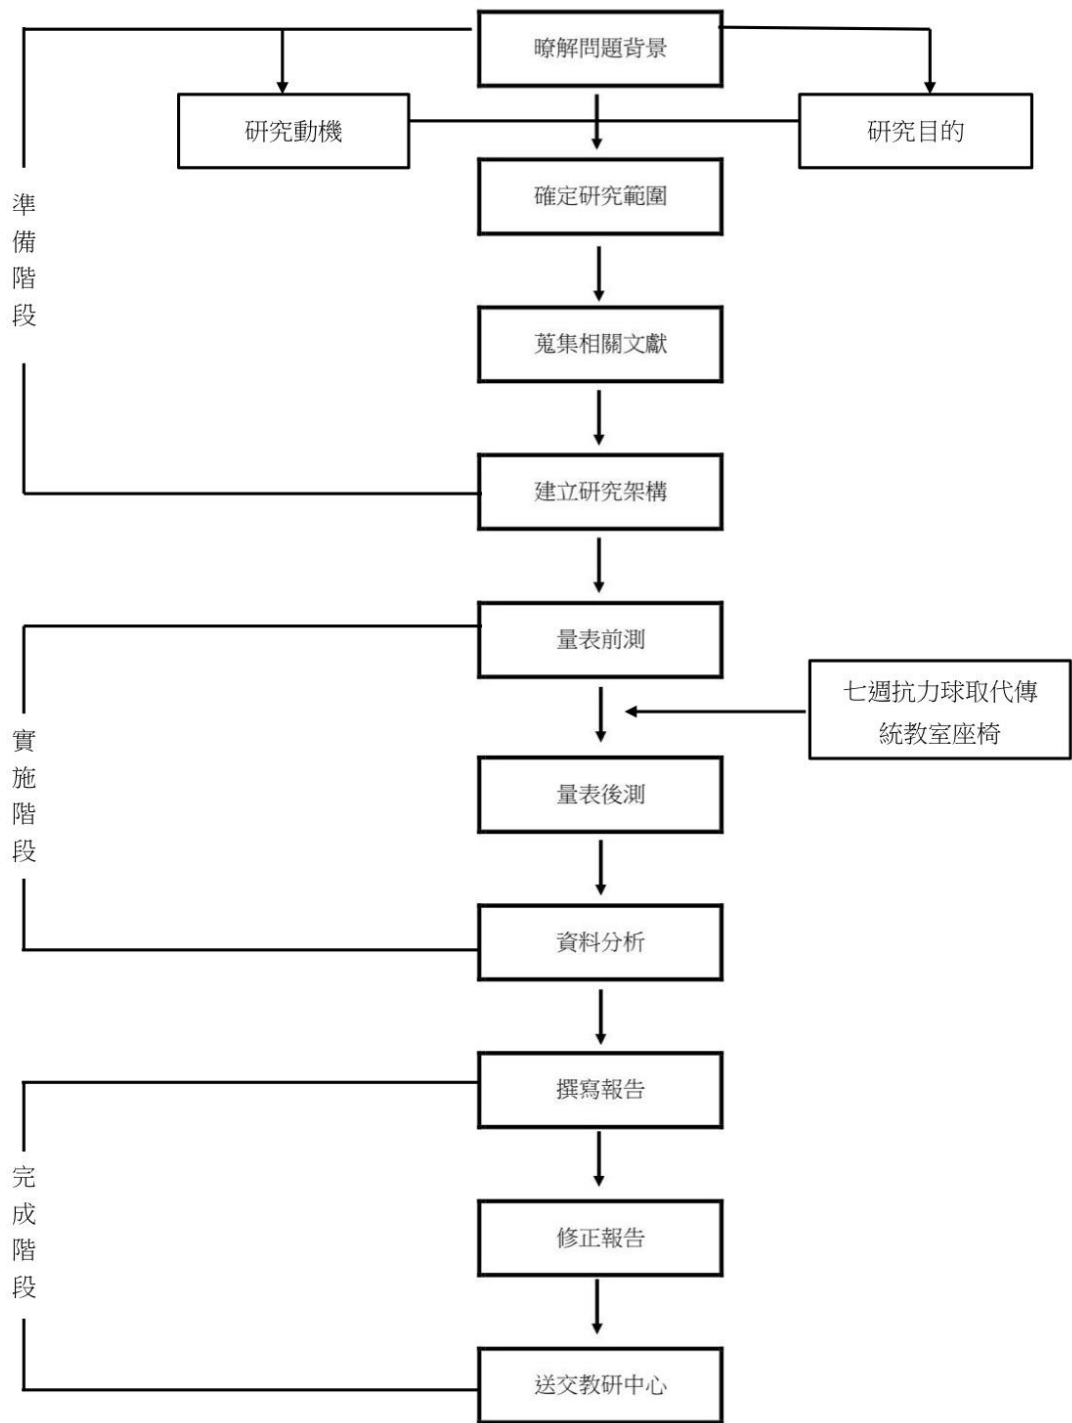 暸解問題背景
研究動機
研究目的
確定研究範圍
準備階段
蒐集相關文獻
建立研究架構
量表前測
七週抗力球取代傳
統教室座椅
實施階段
量表後測
資料分析
撰寫報告
完成階段
修正報告
送交教研中心